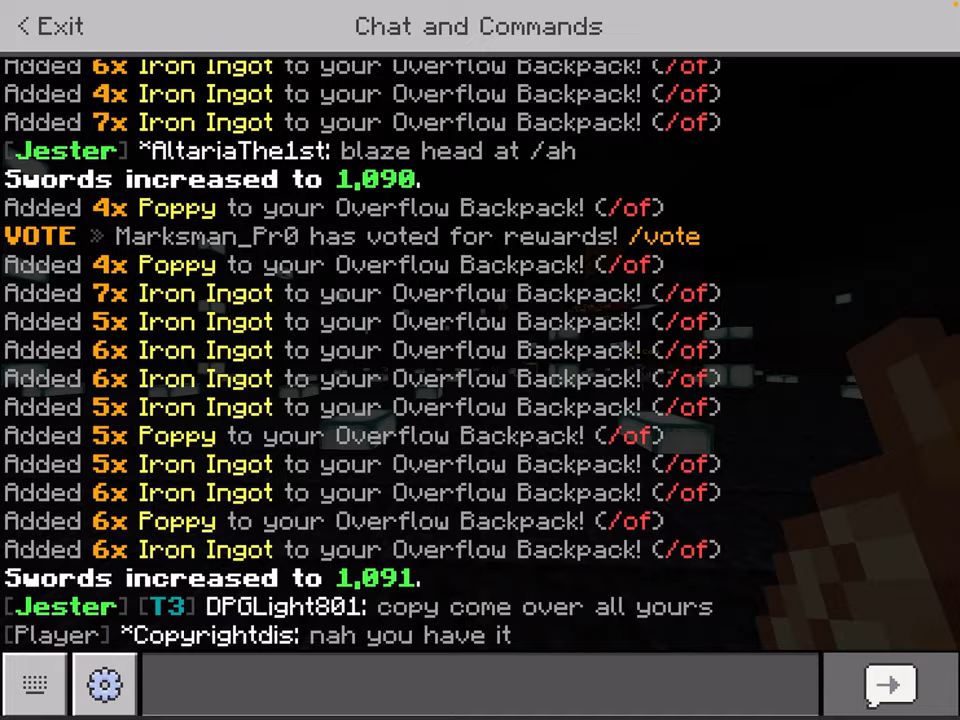 < Exit
Chat and Commands
Added 6x Iron Ingot to your Overflow Backpack! (/of)
Added 4x Iron Ingot to your Overflow Backpack! (/of)
Added 7x Iron Ingot to your Overflow Backpack! (/of)
[Jester] *AltariaThe1st: blaze head at /ah
Swords increased to 1,090.
Added 4x Poppy to your Overflow Backpack! (/of)
VOTE » Marksman_Pr0 has voted for rewards! /vote
Added 4x Poppy to your Overflow Backpack! (/of)
Added 7x Iron Ingot to your Overflow Backpack! (/of)
Added 5x Iron Ingot to your Overflow Backpack! (/of)
Added 6x Iron Ingot to your Overflow Backpack! (/of)
Added 6x Iron Ingot to your Overflow Backpack! (/of)
Added 5x Iron Ingot to your Overflow Backpack! (/of)
Added 5x Poppy to your Overflow Backpack! (/of)
Added 5x Iron Ingot to your Overflow Backpack! (/of)
Added 6x Iron Ingot to your Overflow Backpack! (/of)
Added 6x Poppy to your Overflow Backpack! (/of)
Added 6x Iron Ingot to your Overflow Backpack! (/of)
Swords increased to 1,091.
[Jester] [T3] DPGLight801: copy come over all yours
[Player] *Copyrightdis: nah you have it